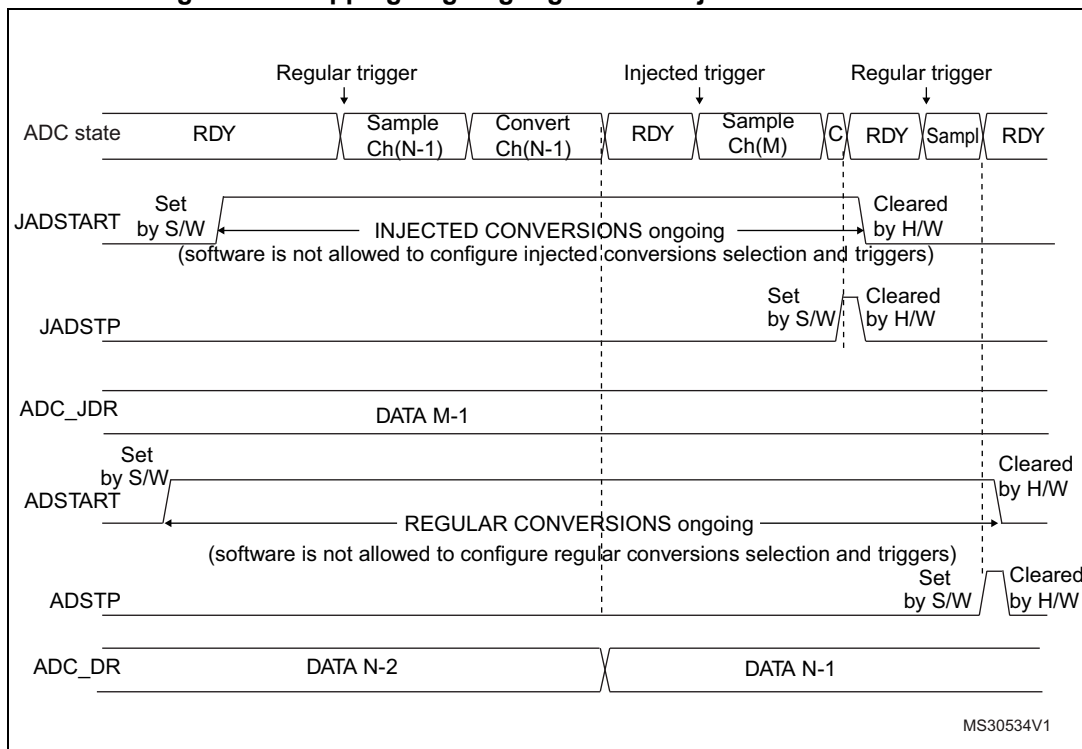 Regular trigger Injected trigger Regular trigger
ADC state RDY Sample Ch(N-1) Convert Ch(N-1) RDY Sample Ch(M) C RDY Sampl RDY
JADSTART Set by S/W INJECTED CONVERSIONS ongoing Cleared by H/W
(software is not allowed to configure injected conversions selection and triggers)
JADSTP Set by S/W Cleared by H/W
ADC_JDR DATA M-1
ADSTART Set by S/W REGULAR CONVERSIONS ongoing Cleared by H/W
(software is not allowed to configure regular conversions selection and triggers)
ADSTP Set by S/W Cleared by H/W
ADC_DR DATA N-2 DATA N-1
MS30534V1